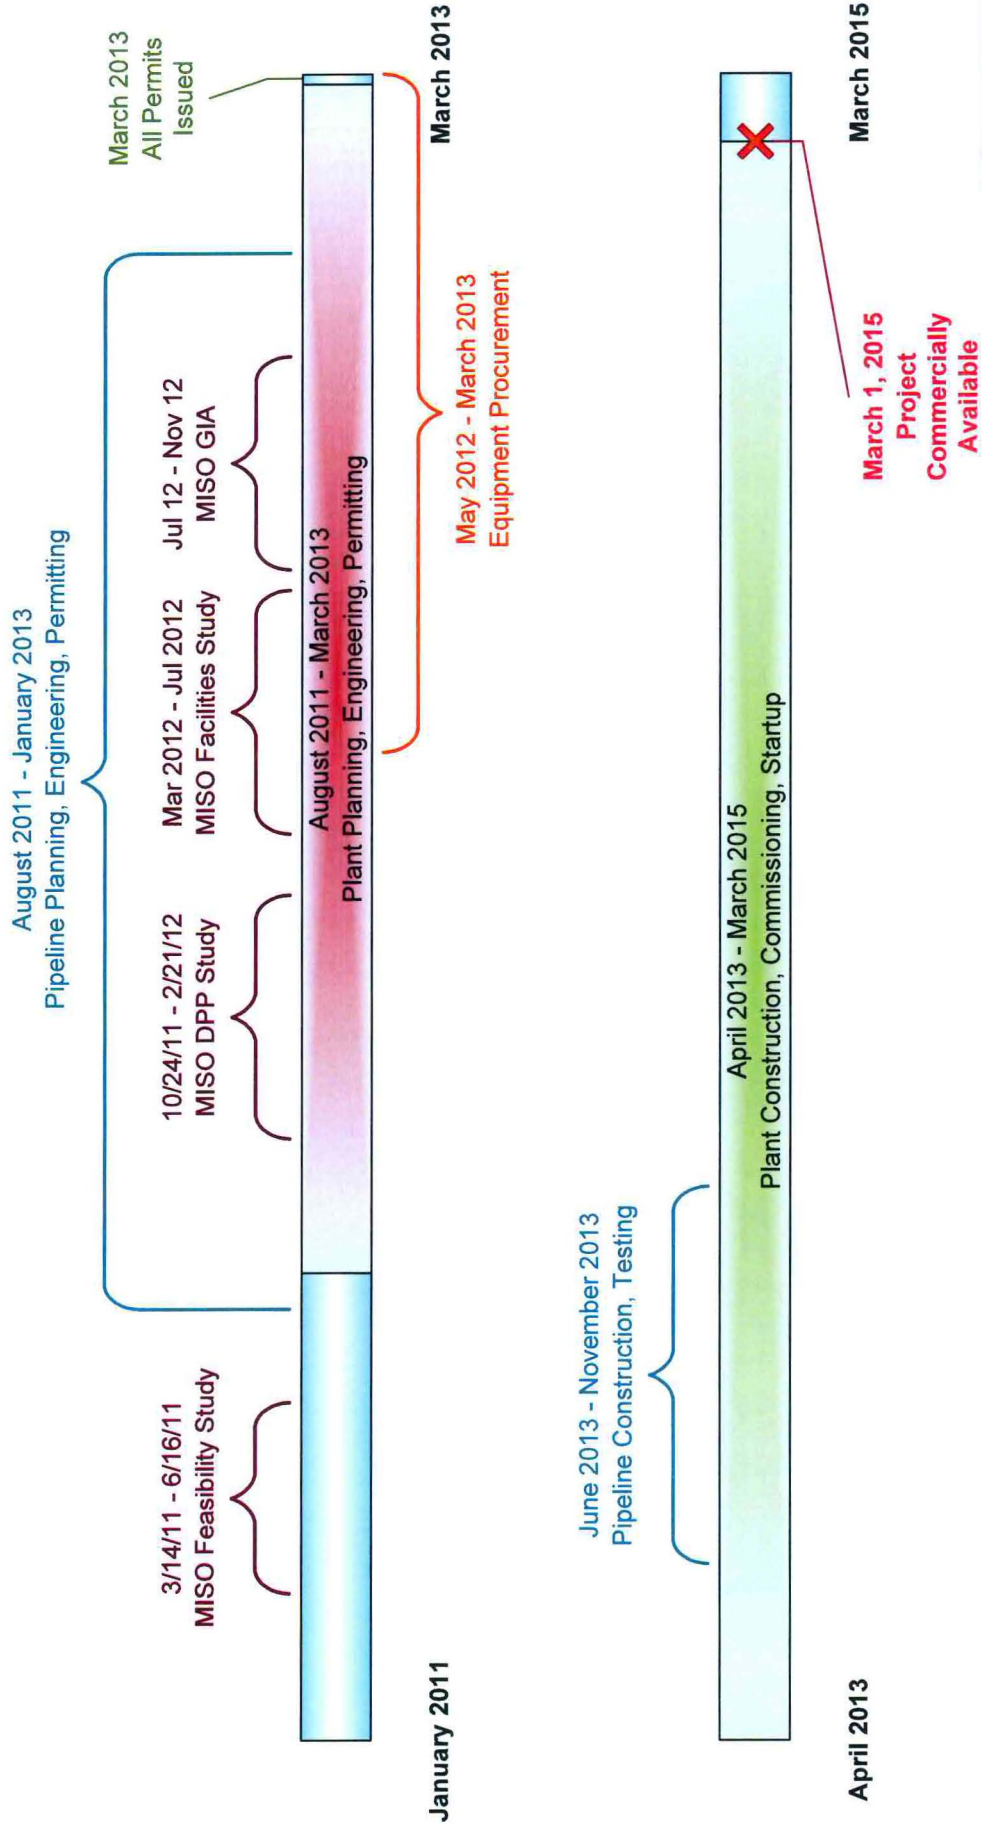 August 2011 - January 2013
Pipeline Planning, Engineering, Permitting
3/14/11 - 6/16/11
MISO Feasibility Study
10/24/11 - 2/21/12
MISO DPP Study
Mar 2012 - Jul 2012
MISO Facilities Study
Jul 12 - Nov 12
MISO GIA
March 2013
All Permits
Issued
August 2011 - March 2013
Plant Planning, Engineering, Permitting
January 2011
March 2013
May 2012 - March 2013
Equipment Procurement
June 2013 - November 2013
Pipeline Construction, Testing
April 2013 - March 2015
Plant Construction, Commissioning, Startup
April 2013
March 2015
March 1, 2015
Project
Commercially
Available